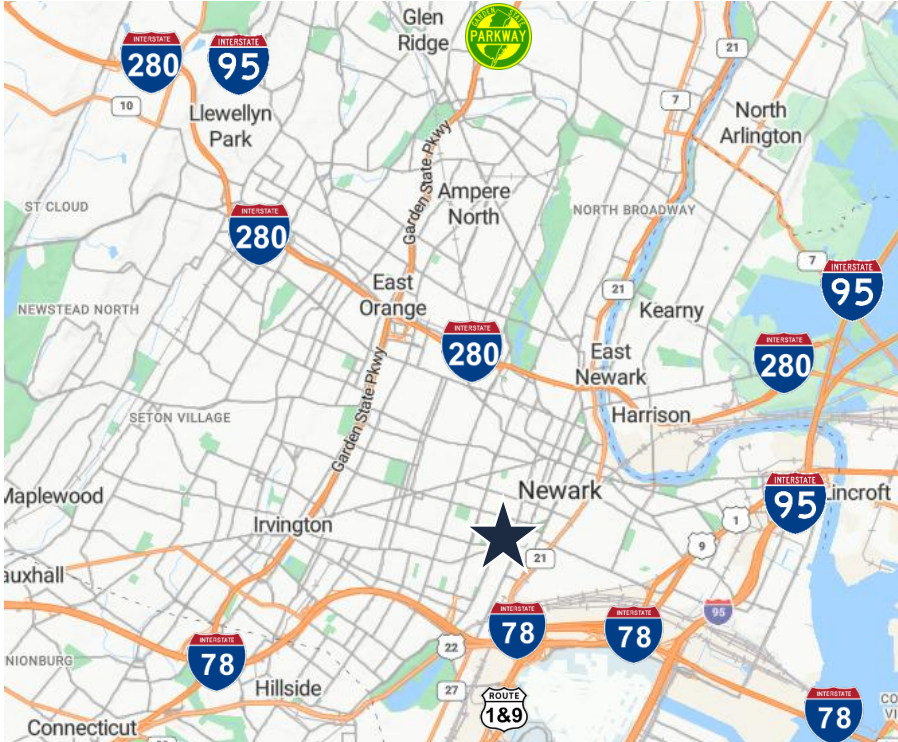 Glen
Ridge
GARDEN STATE
PARKWAY
21
INTERSTATE
280
INTERSTATE
95
10
Llewellyn
Park
7
North
Arlington
Garden State Pkwy
Ampere
North
ST CLOUD
NORTH BROADWAY
INTERSTATE
280
7
INTERSTATE
95
East
Orange
21
Kearny
NEWSTEAD NORTH
INTERSTATE
280
East
Newark
INTERSTATE
280
Garden State Pkwy
SETON VILLAGE
Harrison
Maplewood
Newark
INTERSTATE
95
Lincroft
Irvington
1
9
21
auxhall
95
INTERSTATE
78
INTERSTATE
78
INTERSTATE
78
22
NIONBURG
Hillside
27
ROUTE
1&9
INTERSTATE
78
CO
VI
Connecticut